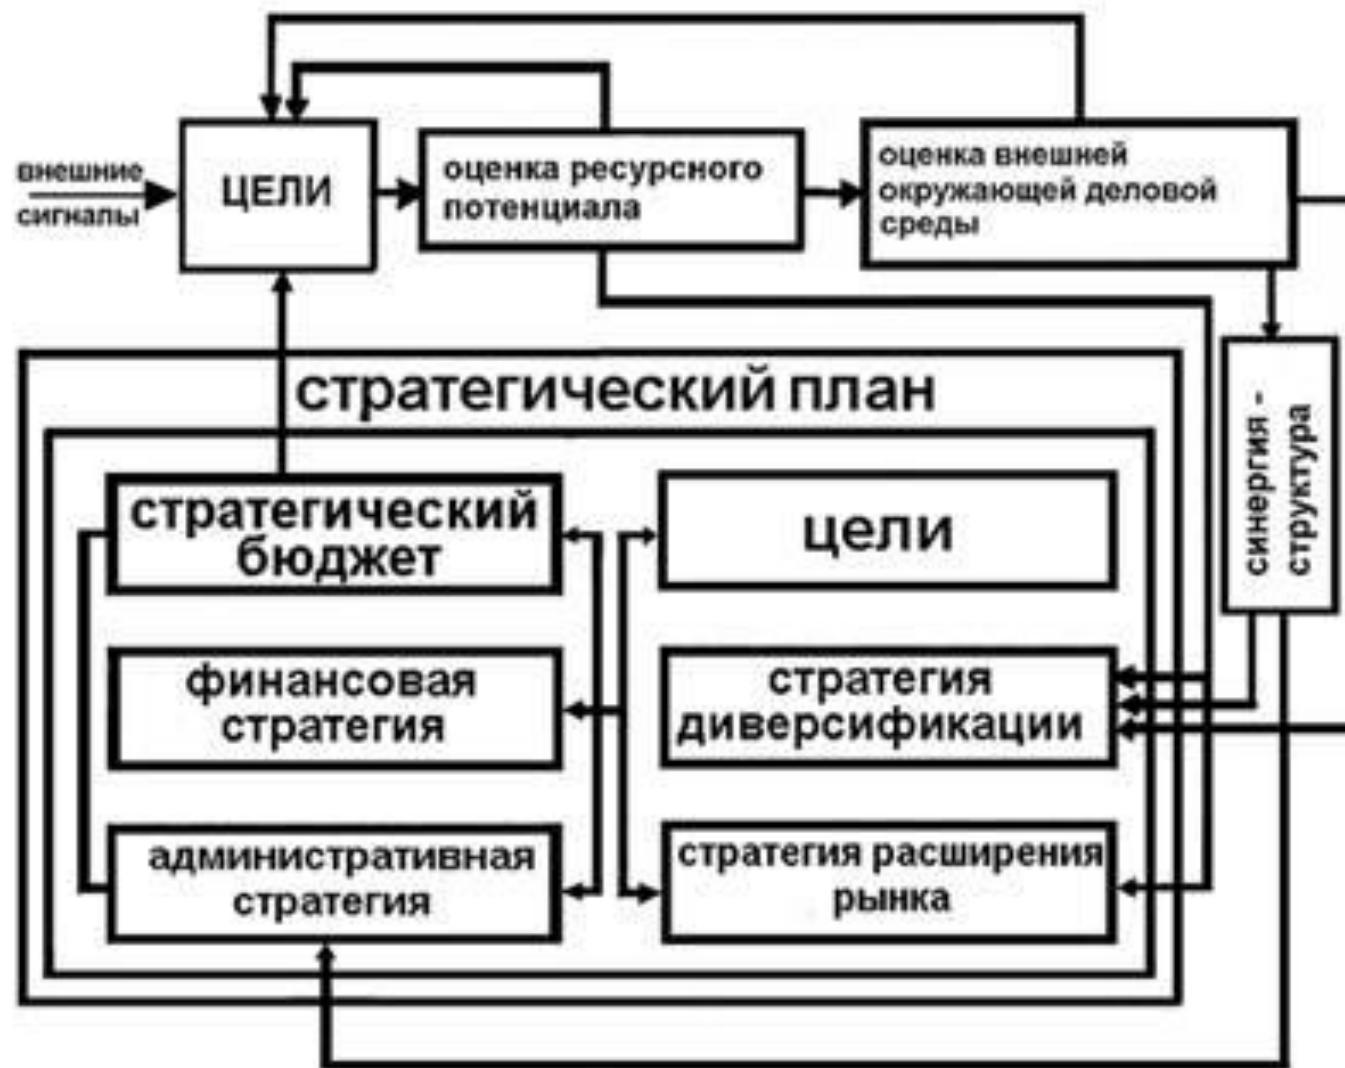 внешние
сигналы
ЦЕЛИ
оценка ресурсного
потенциала
оценка внешней
окружающей деловой
среды
синергия -
структура
стратегический план
стратегический
бюджет
цели
финансовая
стратегия
стратегия
диверсификации
административная
стратегия
стратегия расширения
рынка